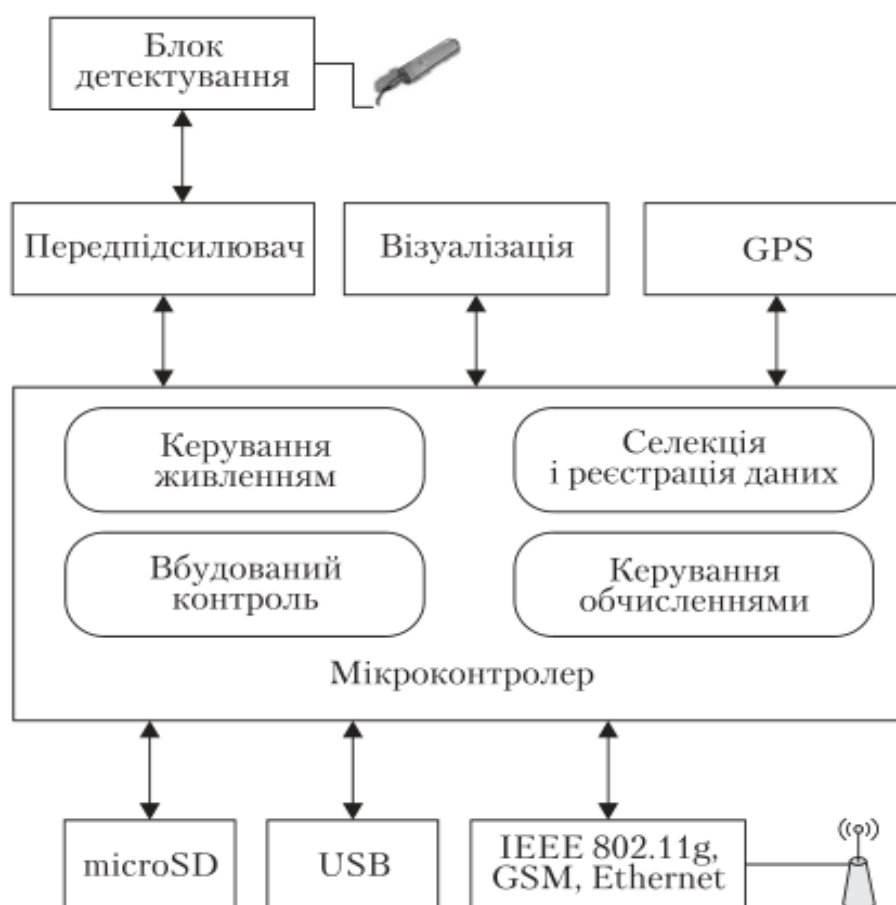 Блок
детектування
Передпідсилювач
Візуалізація
GPS
Керування
живленням
Селекція
і реєстрація даних
Вбудований
контроль
Керування
обчисленнями
Мікроконтролер
microSD
USB
IEEE 802.11g,
GSM, Ethernet